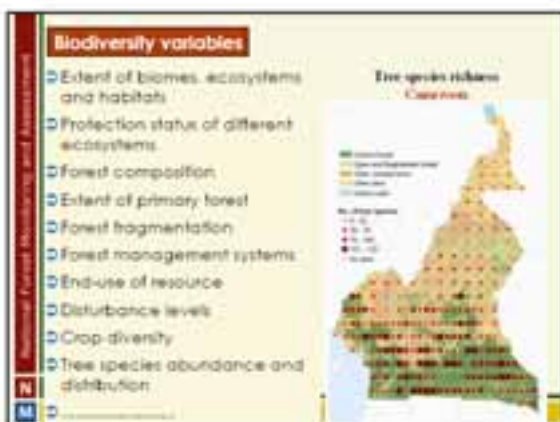 Biodiversity variables
Extent of biomes, ecosystems
and habitats
Protection status of different
ecosystems
Forest composition
Extent of primary forest
Forest fragmentation
Forest management systems
End-use of resource
Disturbance levels
Crop diversity
Tree species abundance and
distribution
Tree species richness
Cameroon
National Forest Monitoring and Assessment
N
M